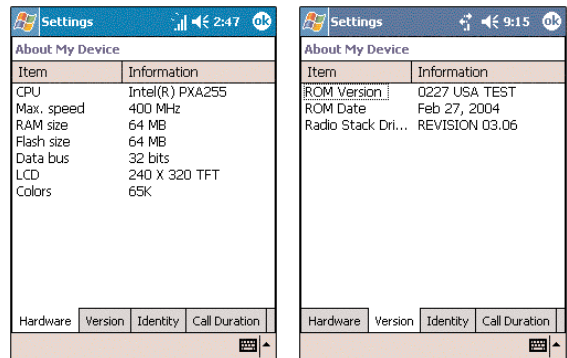 Settings 2:47 ok
About My Device
Item Information
CPU Intel(R) PXA255
Max. speed 400 MHz
RAM size 64 MB
Flash size 64 MB
Data bus 32 bits
LCD 240 X 320 TFT
Colors 65K
Hardware Version Identity Call Duration
Settings 9:15 ok
About My Device
Item Information
ROM Version 0227 USA TEST
ROM Date Feb 27, 2004
Radio Stack Dri... REVISION 03.06
Hardware Version Identity Call Duration